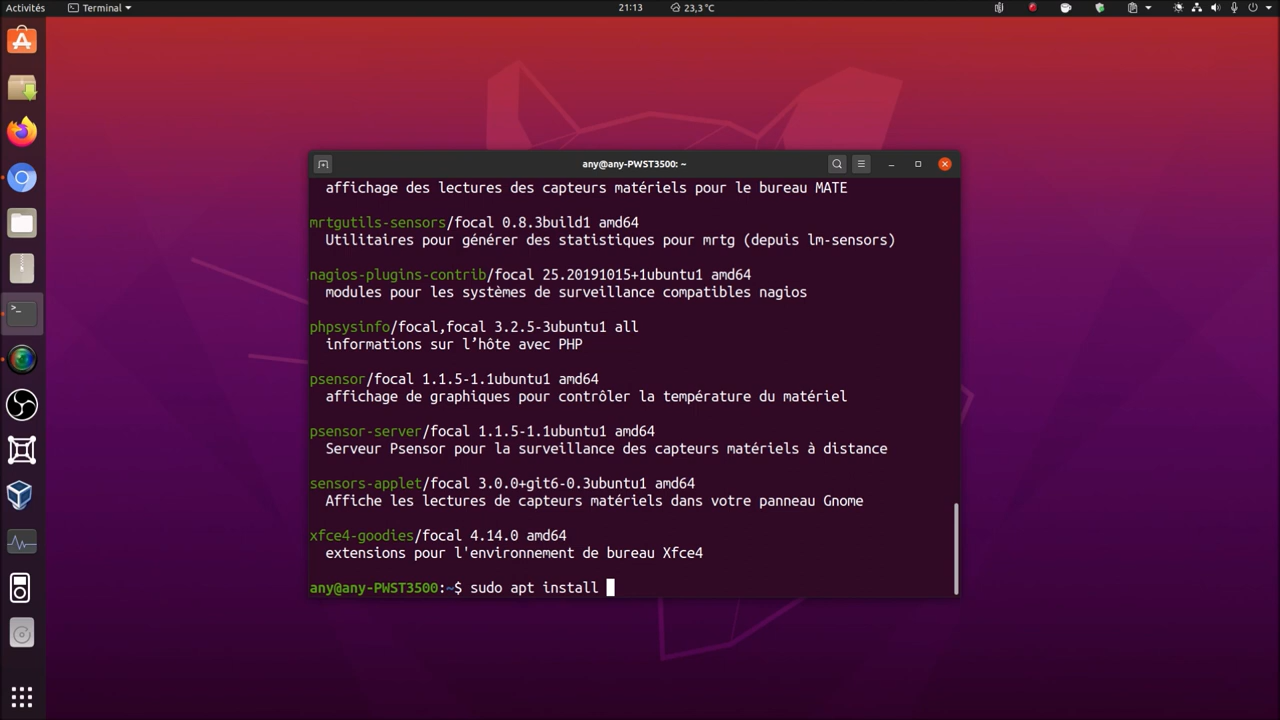 Activités
Terminal
21:13
23,3 °C
any@any-PWST3500: ~
affichage des lectures des capteurs matériels pour le bureau MATE
mrtgutils-sensors/focal 0.8.3build1 amd64
Utilitaires pour générer des statistiques pour mrtg (depuis lm-sensors)
nagios-plugins-contrib/focal 25.20191015+1ubuntu1 amd64
modules pour les systèmes de surveillance compatibles nagios
phpsysinfo/focal,focal 3.2.5-3ubuntu1 all
informations sur l’hôte avec PHP
psensor/focal 1.1.5-1.1ubuntu1 amd64
affichage de graphiques pour contrôler la température du matériel
psensor-server/focal 1.1.5-1.1ubuntu1 amd64
Serveur Psensor pour la surveillance des capteurs matériels à distance
sensors-applet/focal 3.0.0+git6-0.3ubuntu1 amd64
Affiche les lectures de capteurs matériels dans votre panneau Gnome
xfce4-goodies/focal 4.14.0 amd64
extensions pour l'environnement de bureau Xfce4
any@any-PWST3500:~$ sudo apt install